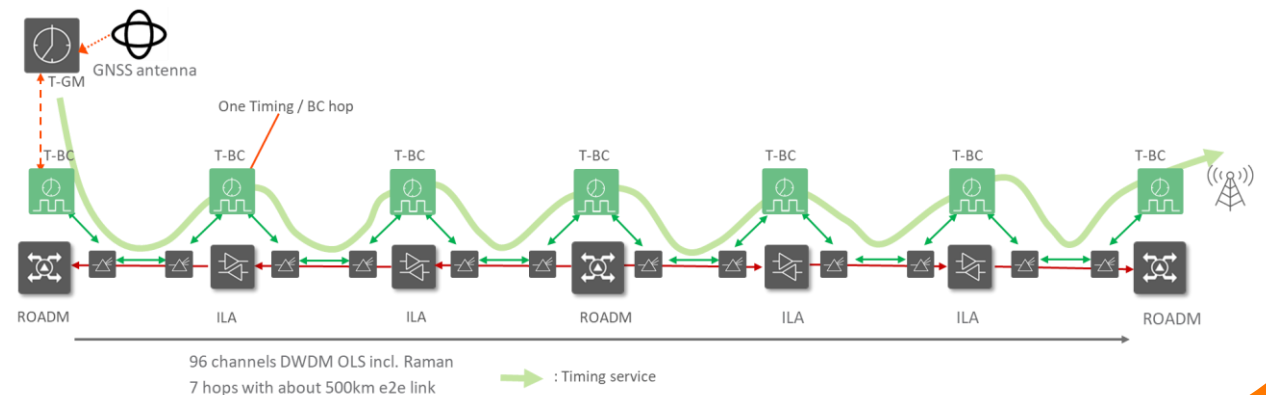 GNSS antenna
T-GM
One Timing / BC hop
T-BC
T-BC
T-BC
T-BC
T-BC
T-BC
T-BC
ROADM
ILA
ILA
ROADM
ILA
ILA
ROADM
96 channels DWDM OLS incl. Raman
7 hops with about 500km e2e link
: Timing service